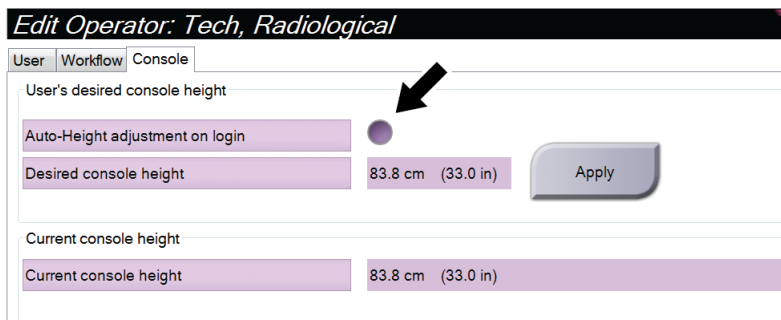 Edit Operator: Tech, Radiological
User Workflow Console
User's desired console height
Auto-Height adjustment on login
Desired console height 83.8 cm (33.0 in) Apply
Current console height
Current console height 83.8 cm (33.0 in)